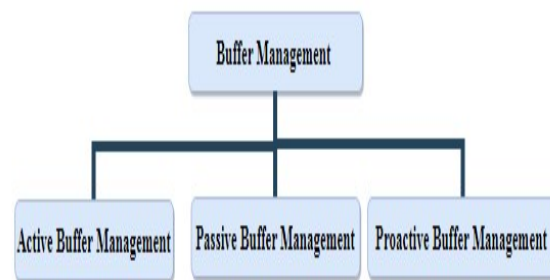 Buffer Management
Active Buffer Management
Passive Buffer Management
Proactive Buffer Management